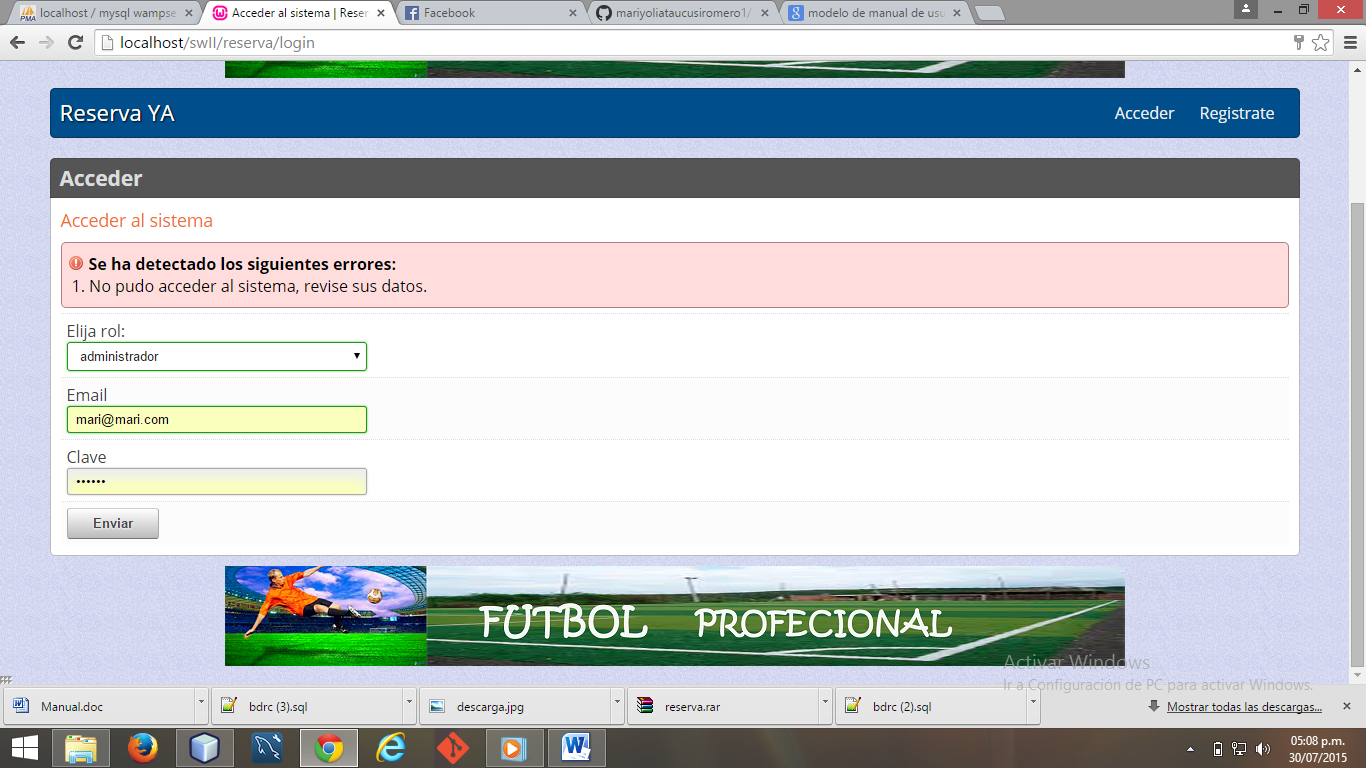 localhost / mysql wampse
Acceder al sistema | Reser
Facebook
mariyoliataucusiromero1/
modelo de manual de usu
localhost/swII/reserva/login
Reserva YA
Acceder
Registrate
Acceder
Acceder al sistema
Se ha detectado los siguientes errores:
1. No pudo acceder al sistema, revise sus datos.
Elija rol:
administrador
Email
mari@mari.com
Clave
••••••
Enviar
FUTBOL PROFECIONAL
Activar Windows
Ir a Configuración de PC para activar Windows.
Manual.doc
bdrc (3).sql
descarga.jpg
reserva.rar
bdrc (2).sql
Mostrar todas las descargas...
05:08 p.m.
30/07/2015